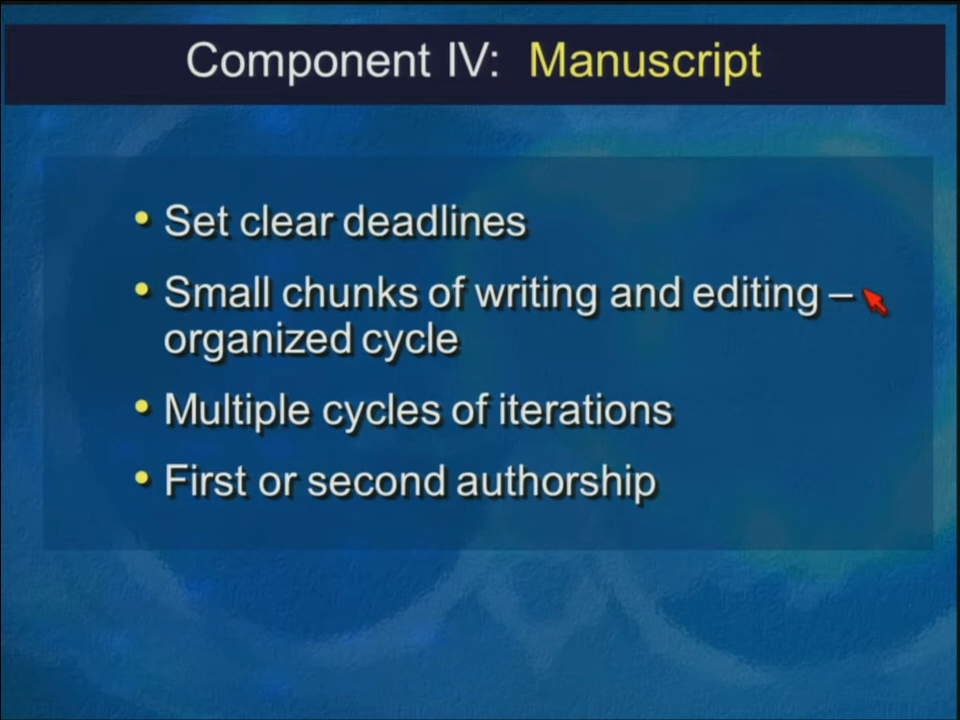 Component IV: Manuscript
• Set clear deadlines
• Small chunks of writing and editing –
organized cycle
• Multiple cycles of iterations
• First or second authorship